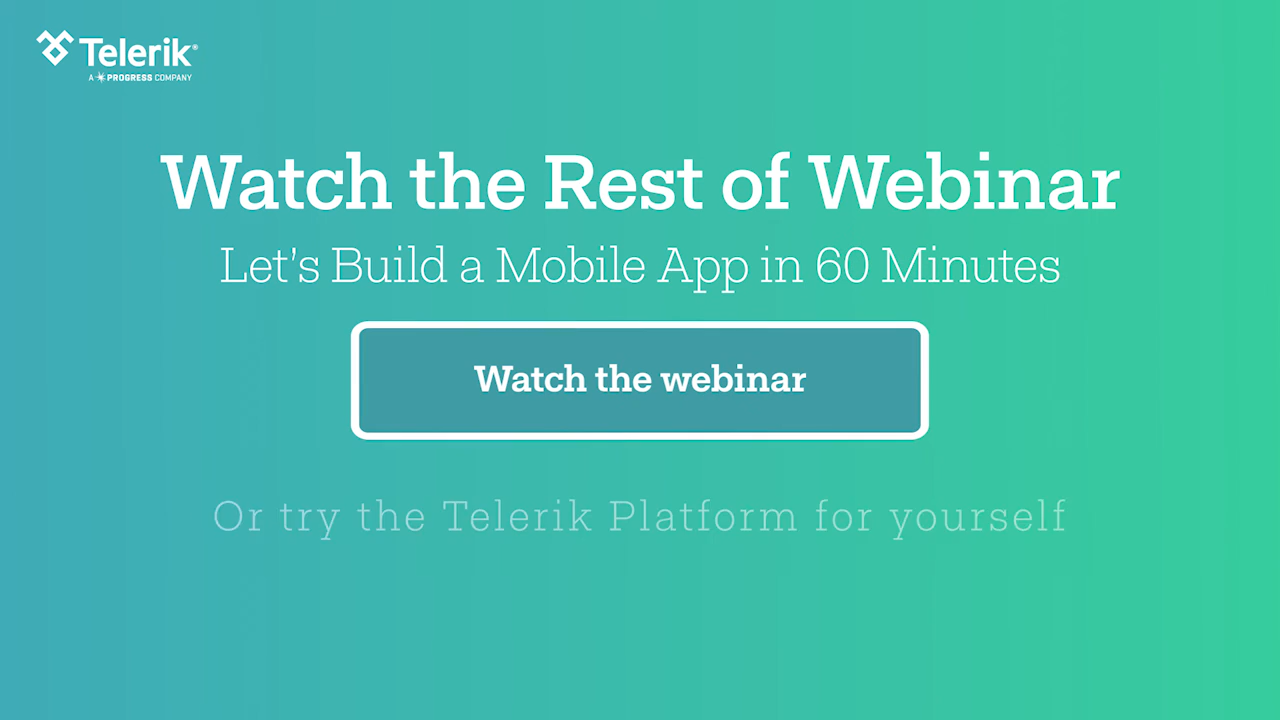 Telerik®
A PROGRESS COMPANY
Watch the Rest of Webinar
Let's Build a Mobile App in 60 Minutes
Watch the webinar
Or try the Telerik Platform for yourself